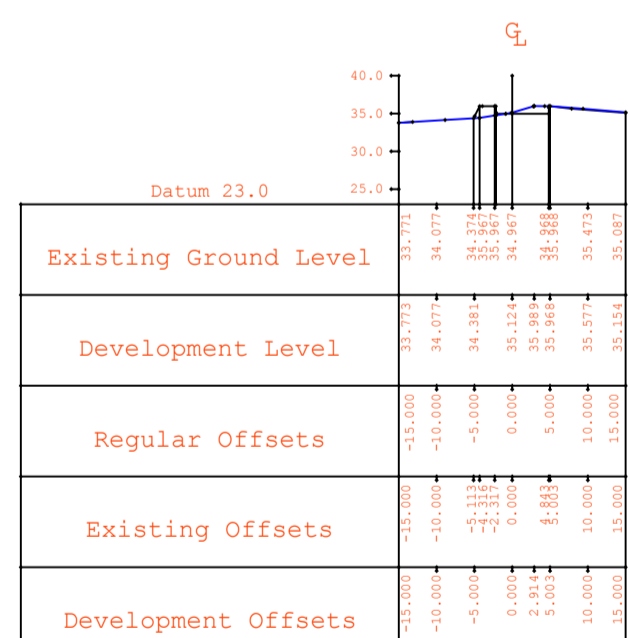 GL
40.0
35.0
30.0
25.0
Datum 23.0
Existing Ground Level 33.771 34.077 34.374 35.967 35.967 34.967 34.968 35.968 35.473 35.087
Development Level 33.773 34.077 34.381 35.124 35.989 35.968 35.577 35.154
Regular Offsets -15.000 -10.000 -5.000 0.000 5.000 10.000 15.000
Existing Offsets -15.000 -10.000 -5.113 -4.316 -2.317 0.000 4.843 5.003 10.000 15.000
Development Offsets -15.000 -10.000 -5.000 0.000 2.914 5.003 10.000 15.000